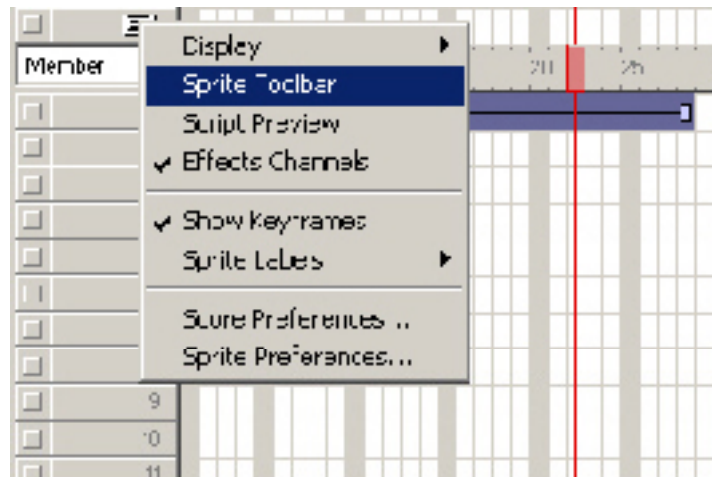 Display
Member
20
25
Sprite Toolbar
Script Preview
Effects Channels
Show Keyframes
Sprite Labels
Score Preferences...
Sprite Preferences...
9
10
11